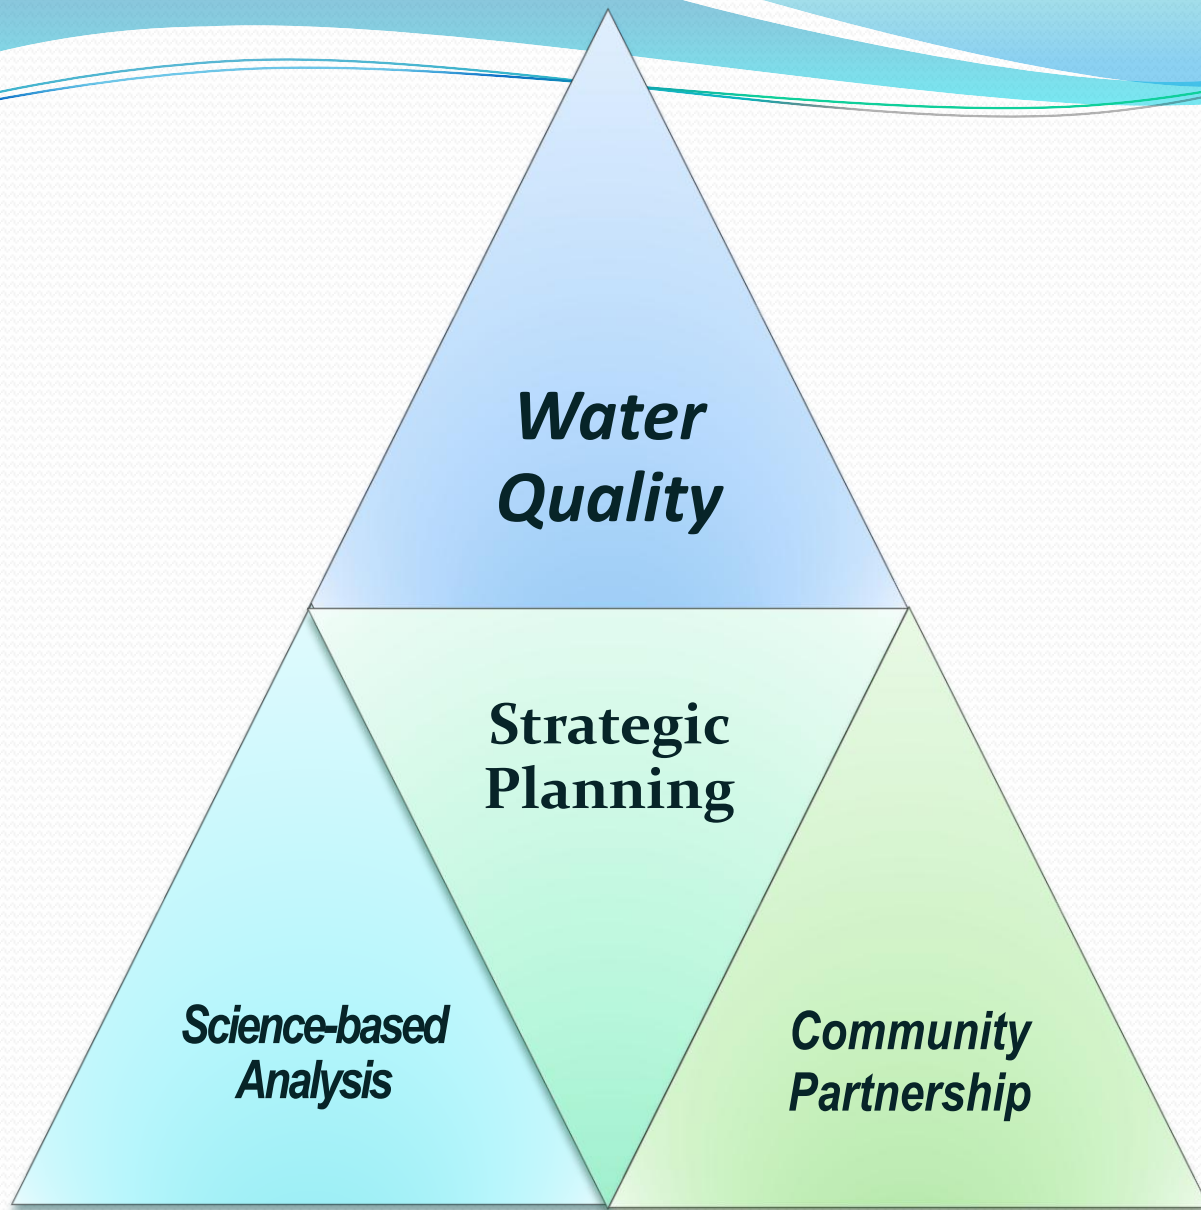 Water
Quality
Strategic
Planning
Science-based
Analysis
Community
Partnership